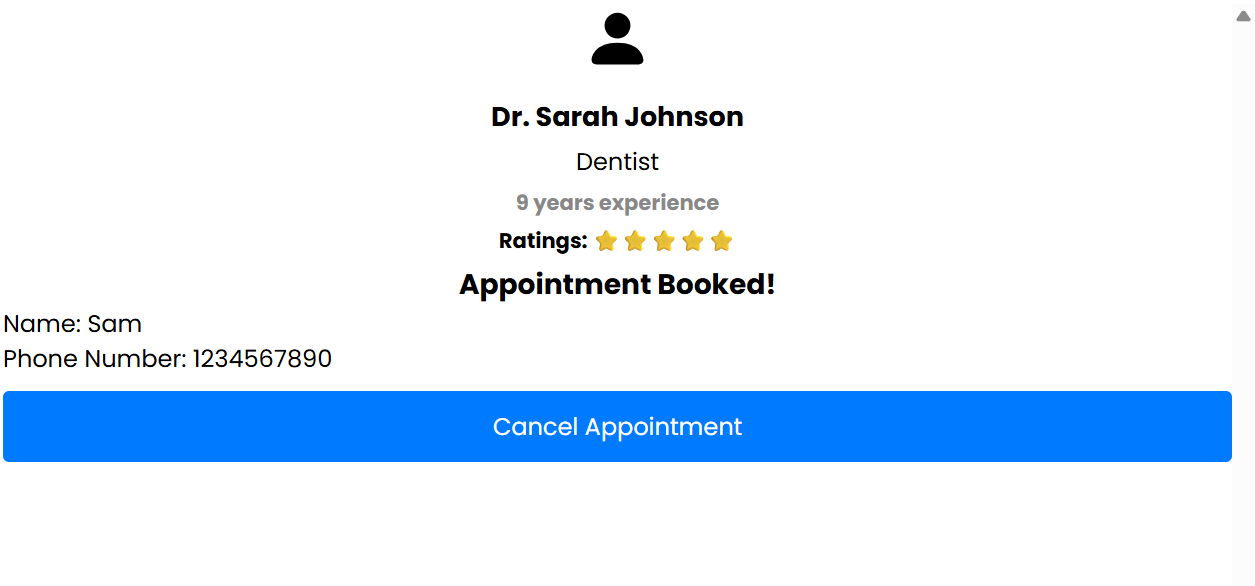 Dr. Sarah Johnson
Dentist
9 years experience
Ratings: ⭐⭐⭐⭐⭐
Appointment Booked!
Name: Sam
Phone Number: 1234567890
Cancel Appointment